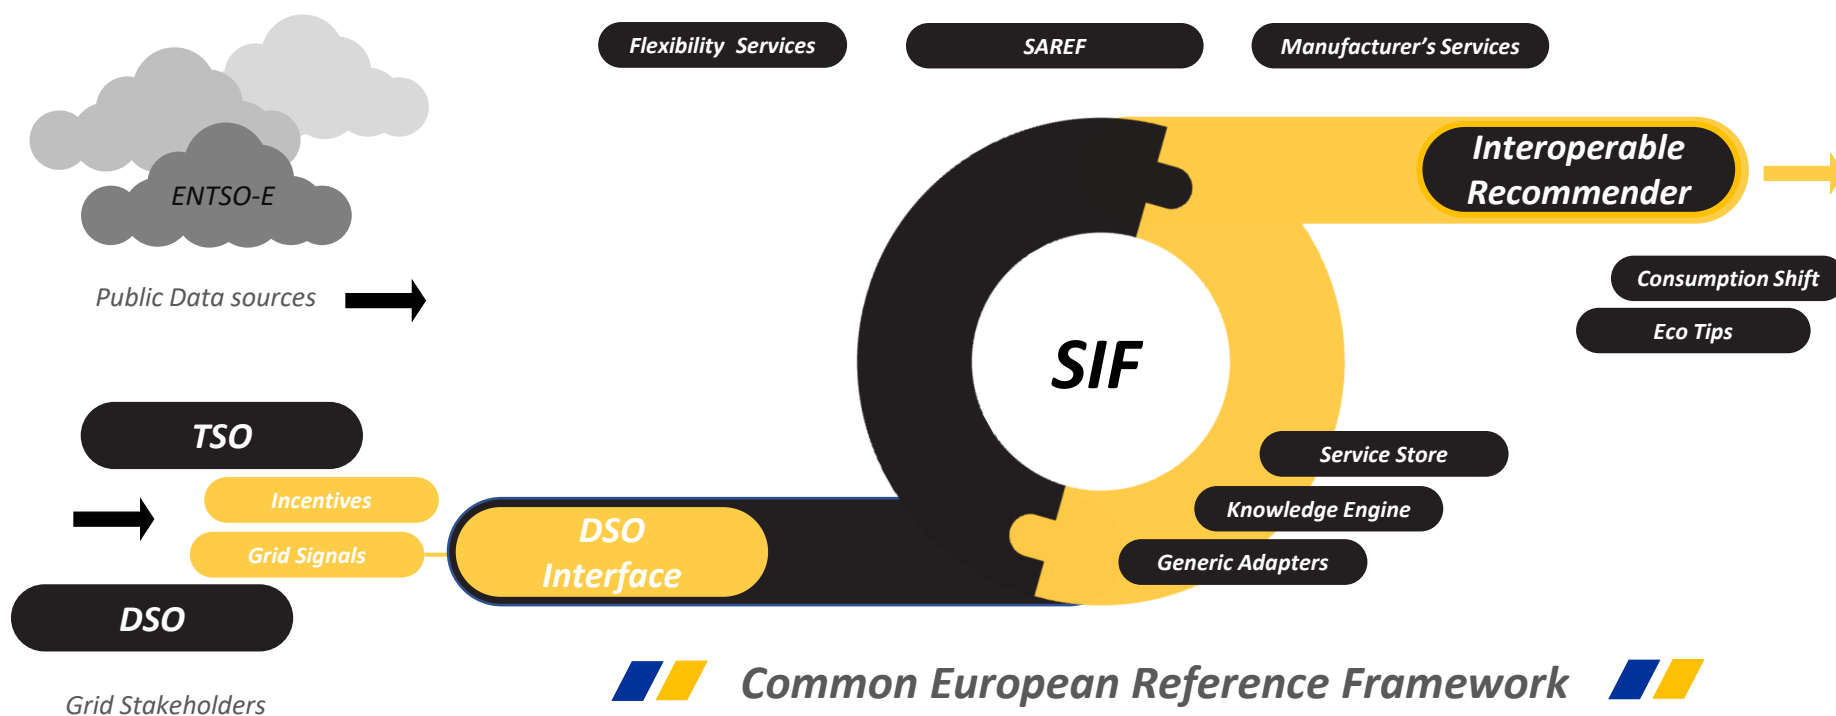 Flexibility Services
SAREF
Manufacturer's Services
ENTSO-E
Public Data sources
Interoperable
Recommender
Consumption Shift
Eco Tips
SIF
TSO
Incentives
Grid Signals
DSO
Grid Stakeholders
DSO
Interface
Service Store
Knowledge Engine
Generic Adapters
Common European Reference Framework